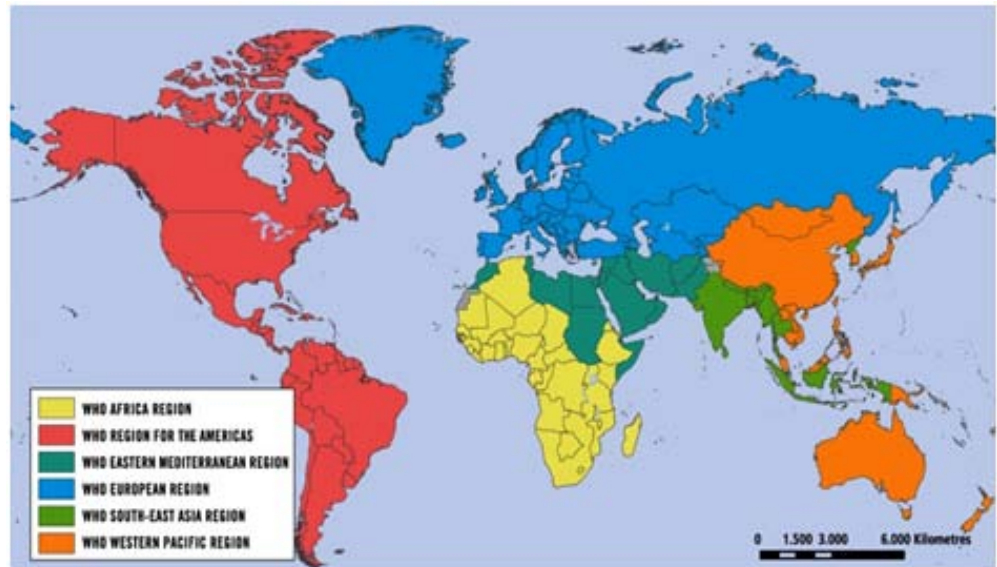 WHO AFRICA REGION
WHO REGION FOR THE AMERICAS
WHO EASTERN MEDITERRANEAN REGION
WHO EUROPEAN REGION
WHO SOUTH-EAST ASIA REGION
WHO WESTERN PACIFIC REGION
0 1.500 3.000 6.000 Kilometres